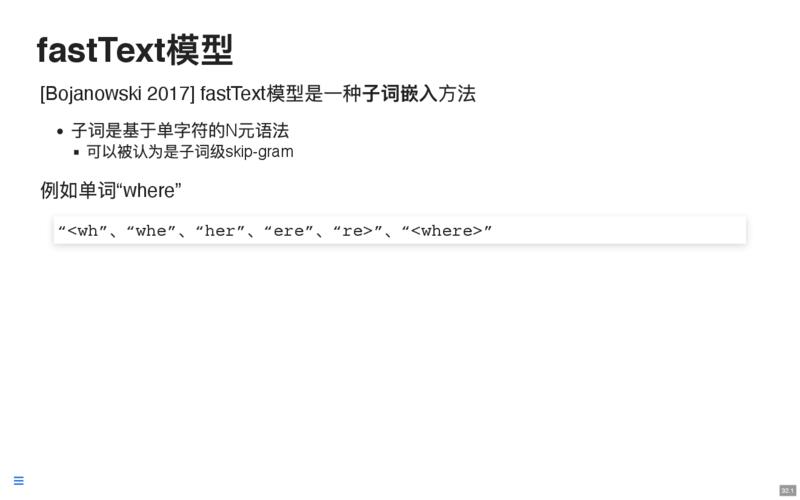 fastText模型
[Bojanowski 2017] fastText模型是一种子词嵌入方法
子词是基于单字符的N元语法
可以被认为是子词级skip-gram
例如单词“where”
“<wh”、“whe”、“her”、“ere”、“re>”、“<where>”
32.1